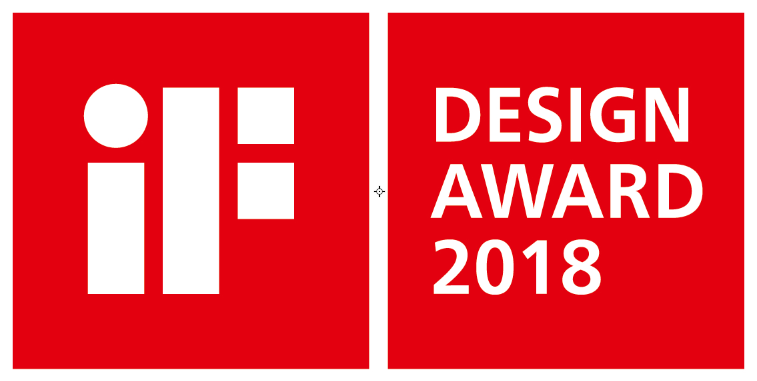 iF
DESIGN
AWARD
2018